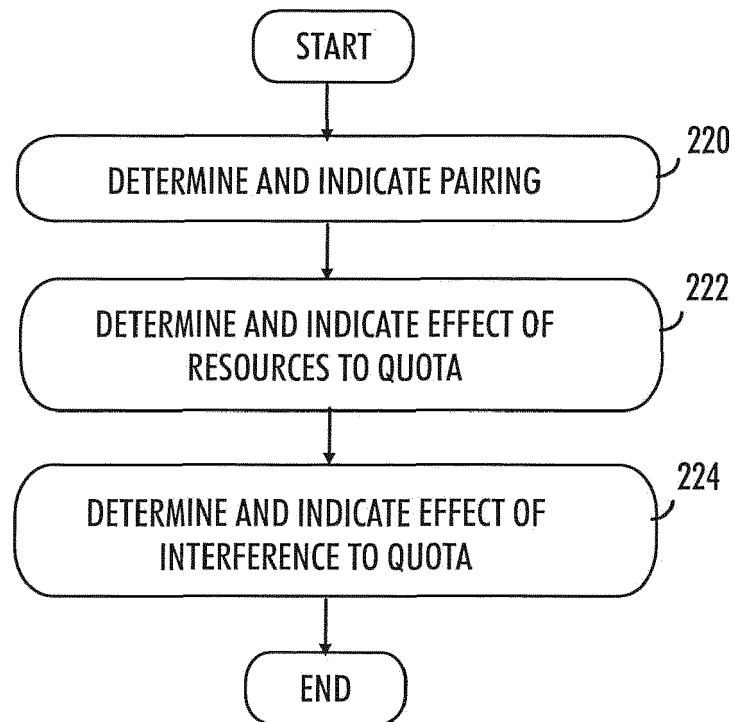 START
220
DETERMINE AND INDICATE PAIRING
222
DETERMINE AND INDICATE EFFECT OF
RESOURCES TO QUOTA
224
DETERMINE AND INDICATE EFFECT OF
INTERFERENCE TO QUOTA
END